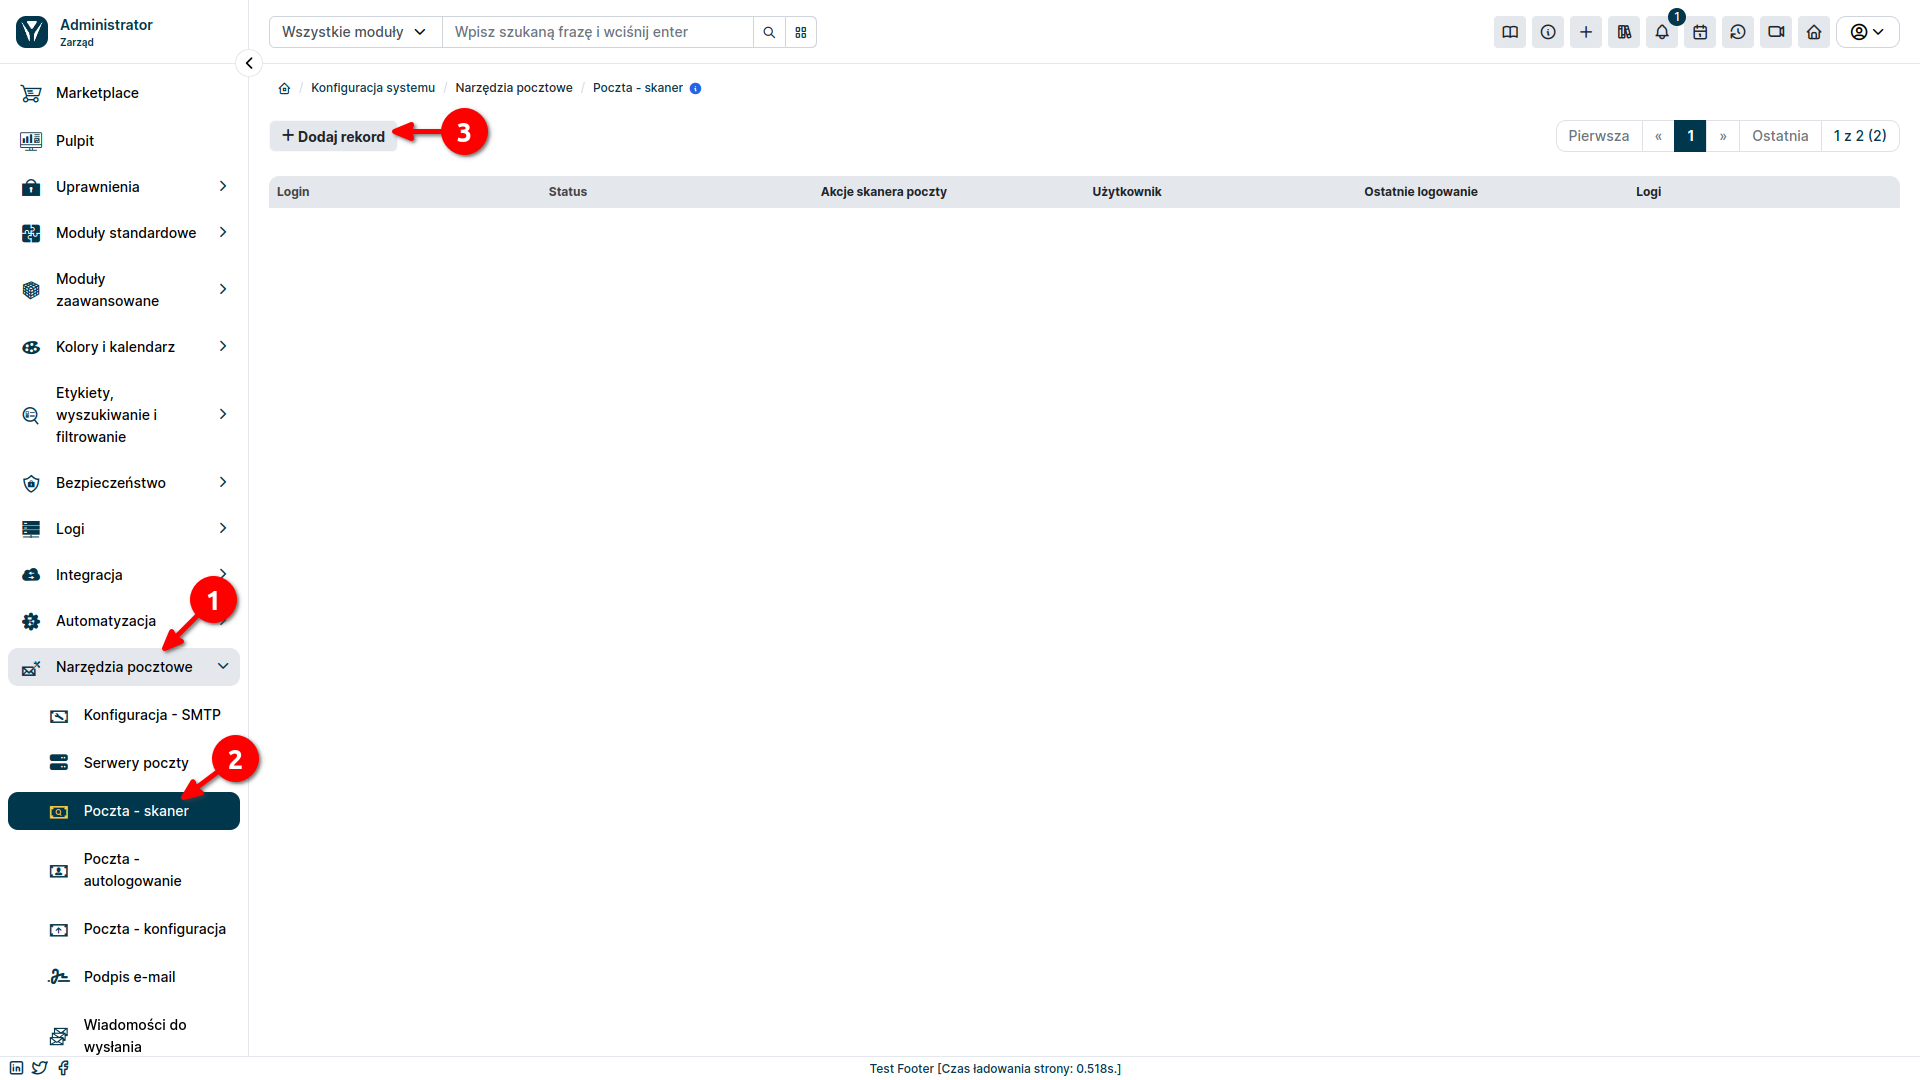 Administrator
Zarząd
Wszystkie moduły
Wpisz szukaną frazę i wciśnij enter
1
Marketplace
Pulpit
Uprawnienia
Moduły standardowe
Moduły
zaawansowane
Kolory i kalendarz
Etykiety,
wyszukiwanie i
filtrowanie
Bezpieczeństwo
Logi
Integracja
1
Automatyzacja
Narzędzia pocztowe
Konfiguracja - SMTP
2
Serwery poczty
Poczta - skaner
Poczta -
autologowanie
Poczta - konfiguracja
Podpis e-mail
Wiadomości do
wysłania
/ Konfiguracja systemu / Narzędzia pocztowe / Poczta - skaner
+ Dodaj rekord
3
Pierwsza « 1 » Ostatnia 1 z 2 (2)
Login Status Akcje skanera poczty Użytkownik Ostatnie logowanie Logi
Test Footer [Czas ładowania strony: 0.518s.]